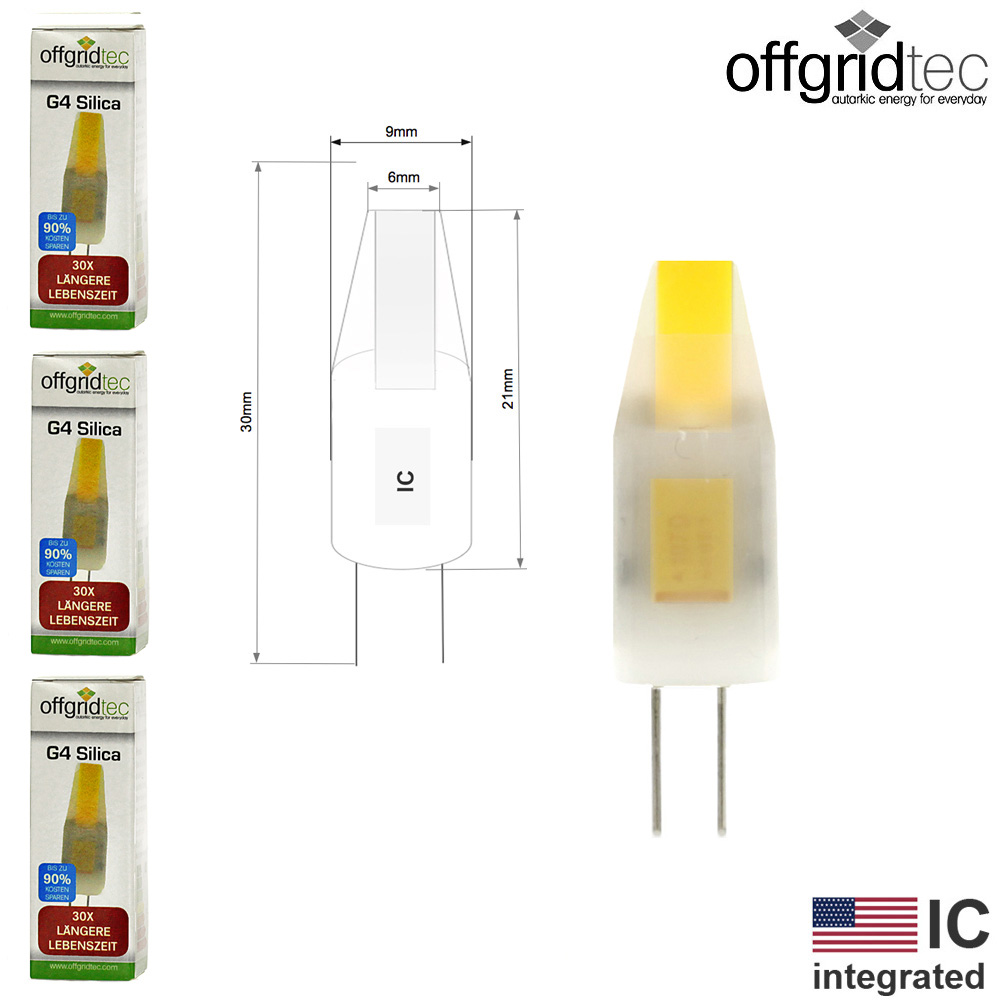 offgridtec
autarkic energy for everyday
G4 Silica
BIS ZU
90%
KOSTEN
SPAREN
30X
LÄNGERE
LEBENSZEIT
www.offgridtec.com
offgridtec
autarkic energy for everyday
G4 Silica
BIS ZU
90%
KOSTEN
SPAREN
30X
LÄNGERE
LEBENSZEIT
www.offgridtec.com
offgridtec
autarkic energy for everyday
G4 Silica
BIS ZU
90%
KOSTEN
SPAREN
30X
LÄNGERE
LEBENSZEIT
www.offgridtec.com
9mm
6mm
30mm
21mm
IC
offgridtec
autarkic energy for everyday
IC
integrated